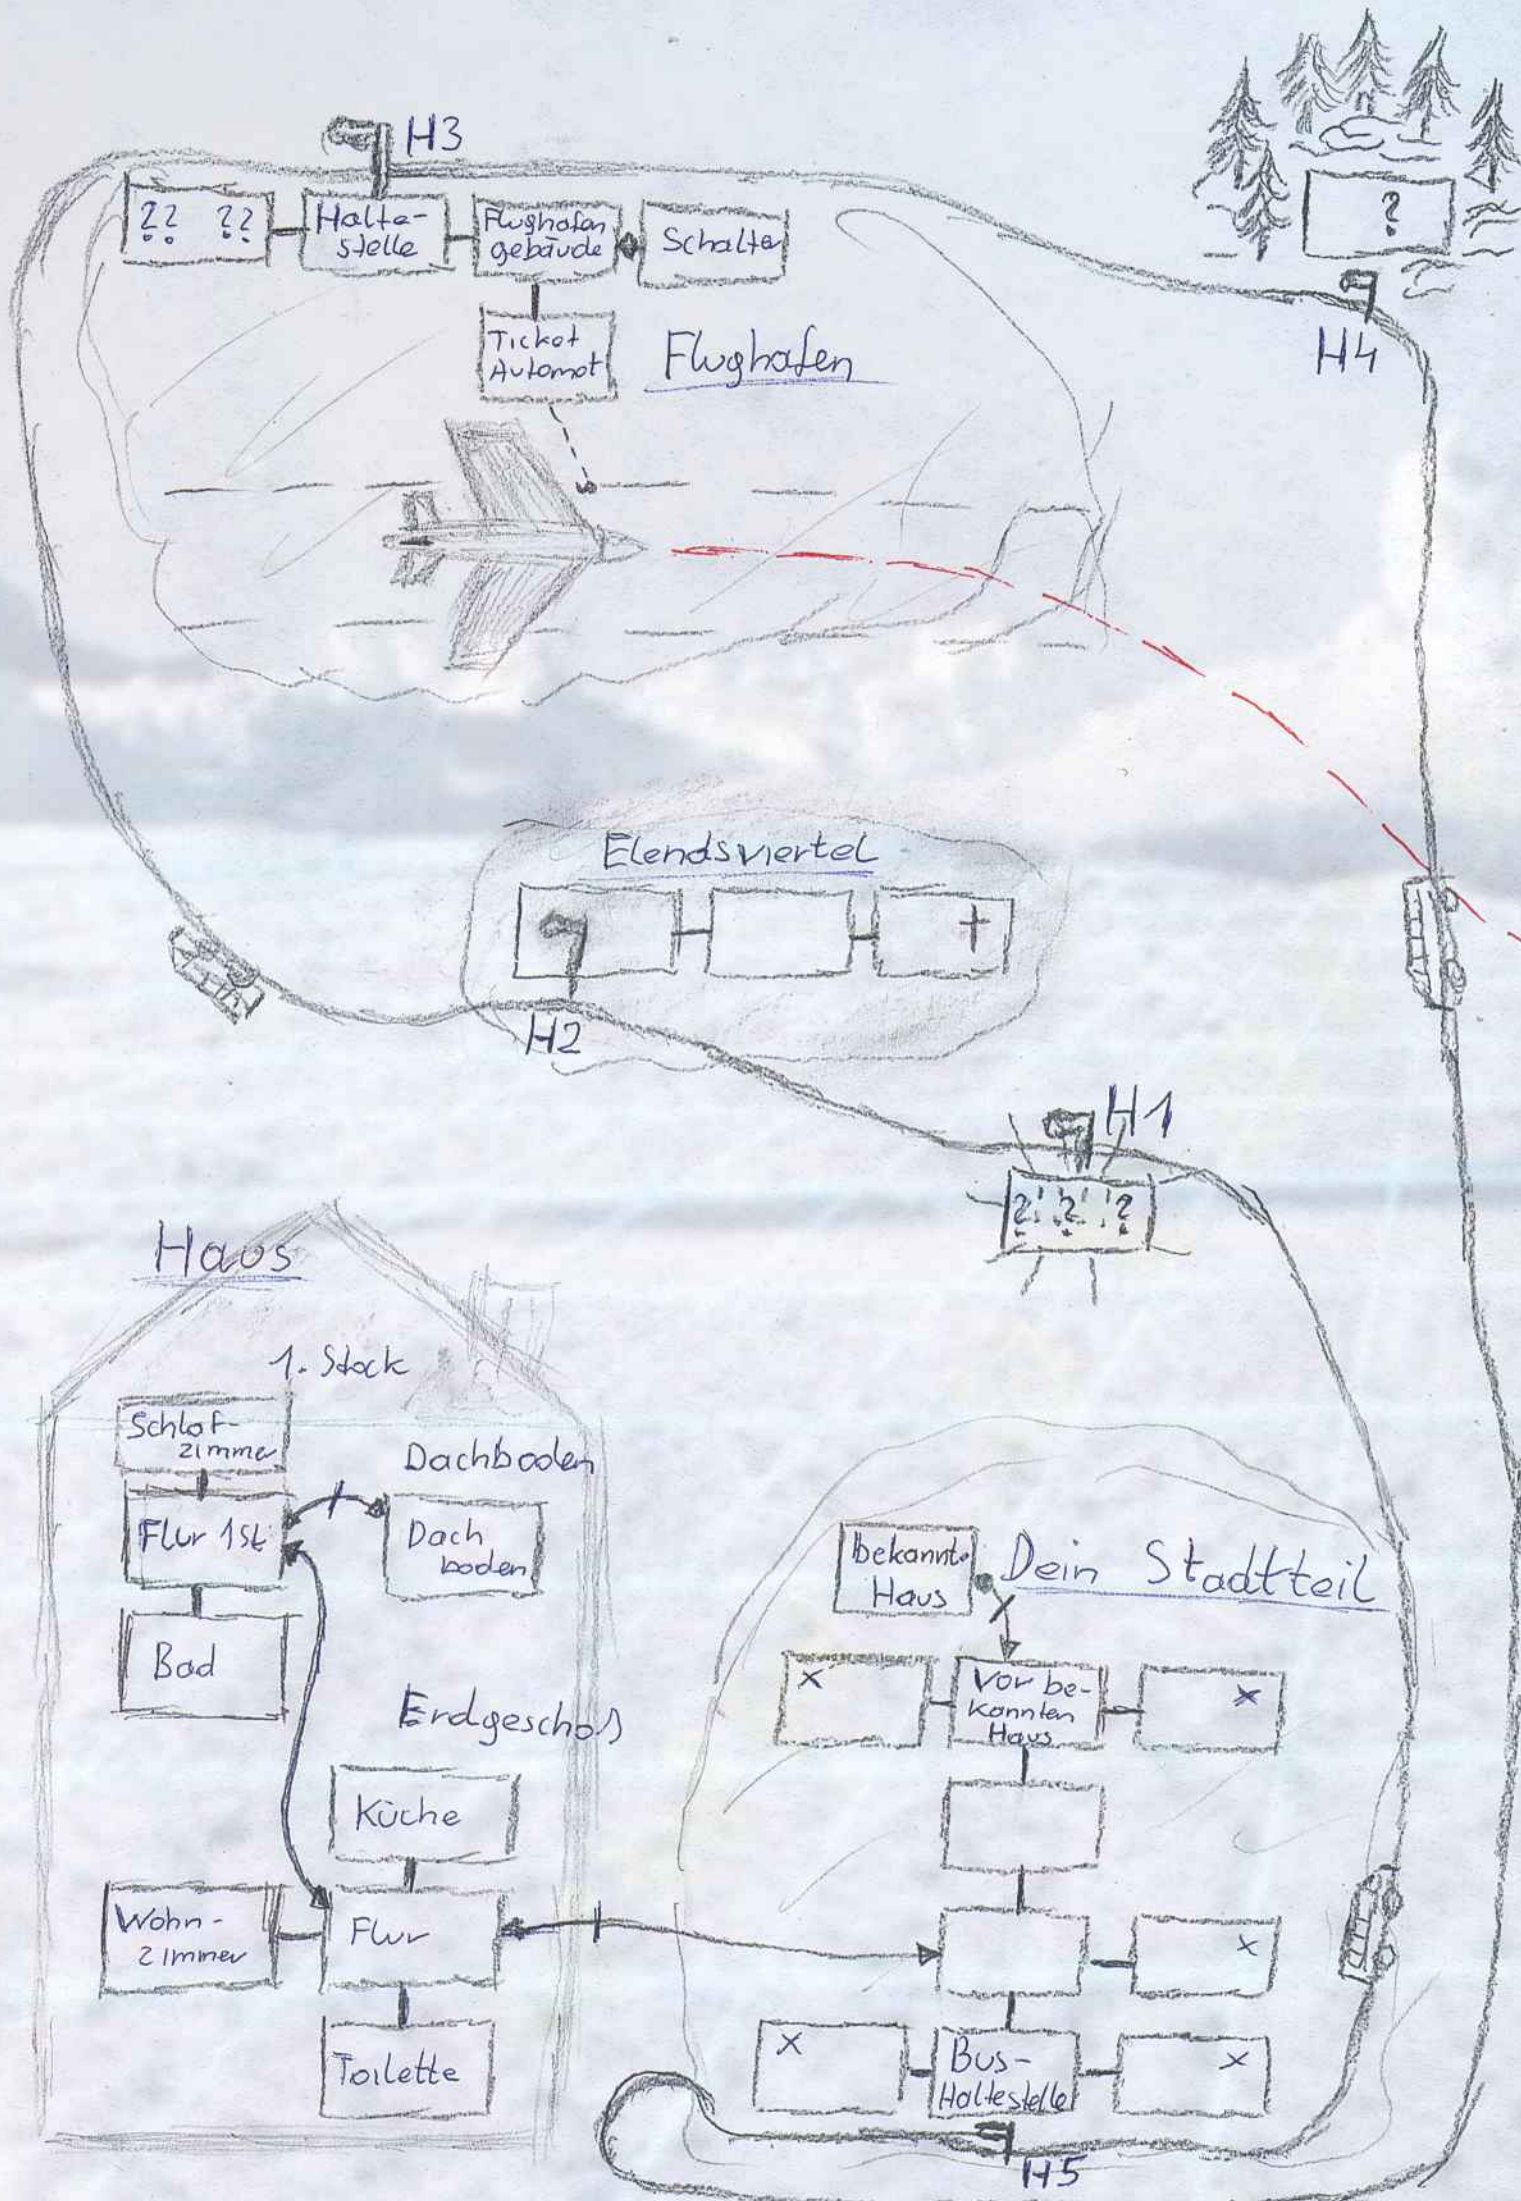 H3
?? ??
Halte-
stelle
Flughafen
gebäude
Schalter
?
H4
Ticket
Automat
Flughafen
Elendsviertel
H2
H1
? ? ?
Haus
1. Stock
Schlaf-
zimmer
Dachboden
Flur 1St
Dach
boden
Bad
Erdgeschoß
Küche
Wohn-
zimmer
Flur
Toilette
bekannte
Haus
Dein Stadtteil
x
Vor be-
kannten
Haus
x
x
x
Bus-
Haltestelle
x
H5